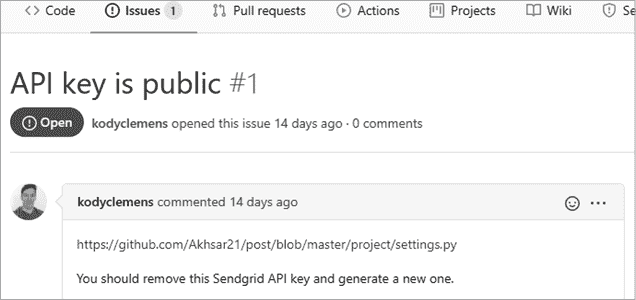 Code Issues 1 Pull requests Actions Projects Wiki
API key is public #1
Open kodyclemens opened this issue 14 days ago · 0 comments
kodyclemens commented 14 days ago
https://github.com/Akhsar21/post/blob/master/project/settings.py
You should remove this Sendgrid API key and generate a new one.